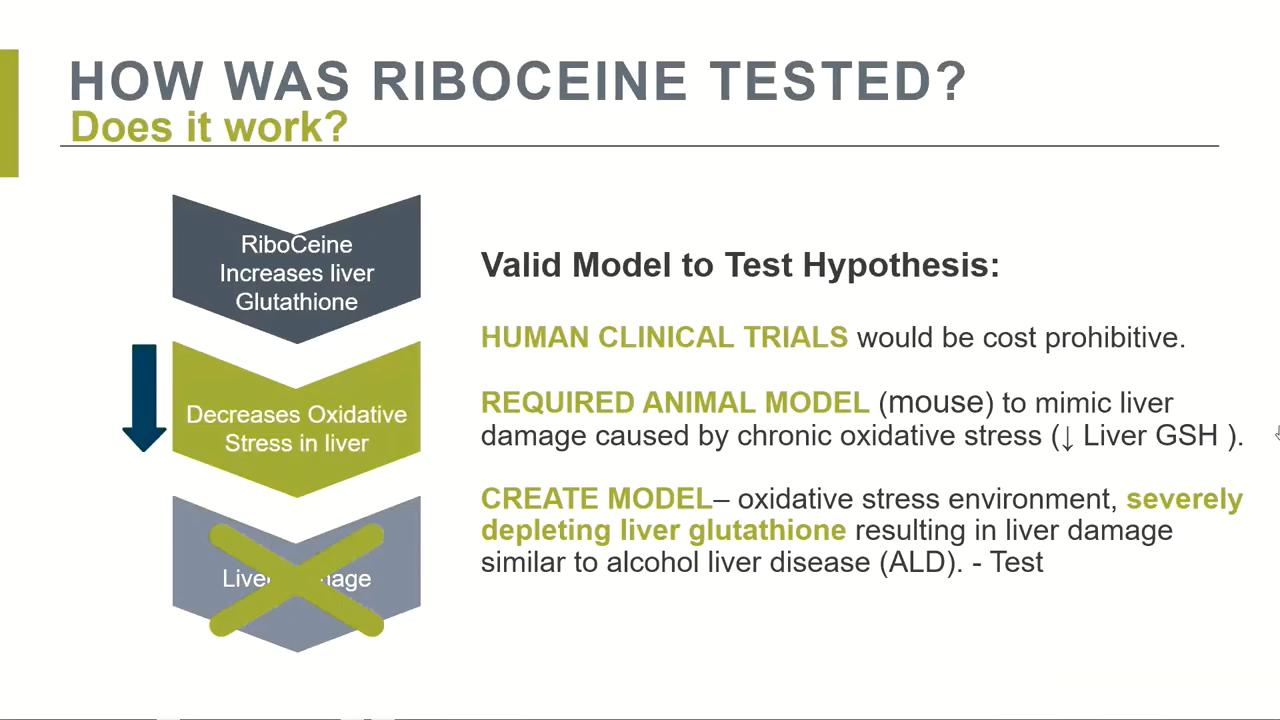 HOW WAS RIBOCEINE TESTED?
Does it work?
RiboCeine
Increases liver
Glutathione
Decreases Oxidative
Stress in liver
Valid Model to Test Hypothesis:
HUMAN CLINICAL TRIALS would be cost prohibitive.
REQUIRED ANIMAL MODEL (mouse) to mimic liver
damage caused by chronic oxidative stress (↓ Liver GSH ).
CREATE MODEL– oxidative stress environment, severely
depleting liver glutathione resulting in liver damage
similar to alcohol liver disease (ALD). - Test